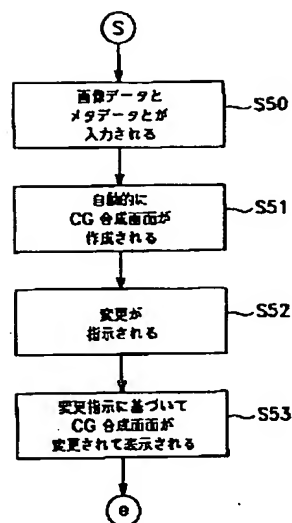 S
画像データと
メタデータとが
入力される
S50
自動的に
CG 合成画面が
作成される
S51
変更が
指示される
S52
変更指示に基づいて
CG 合成画面が
変更されて表示される
S53
e